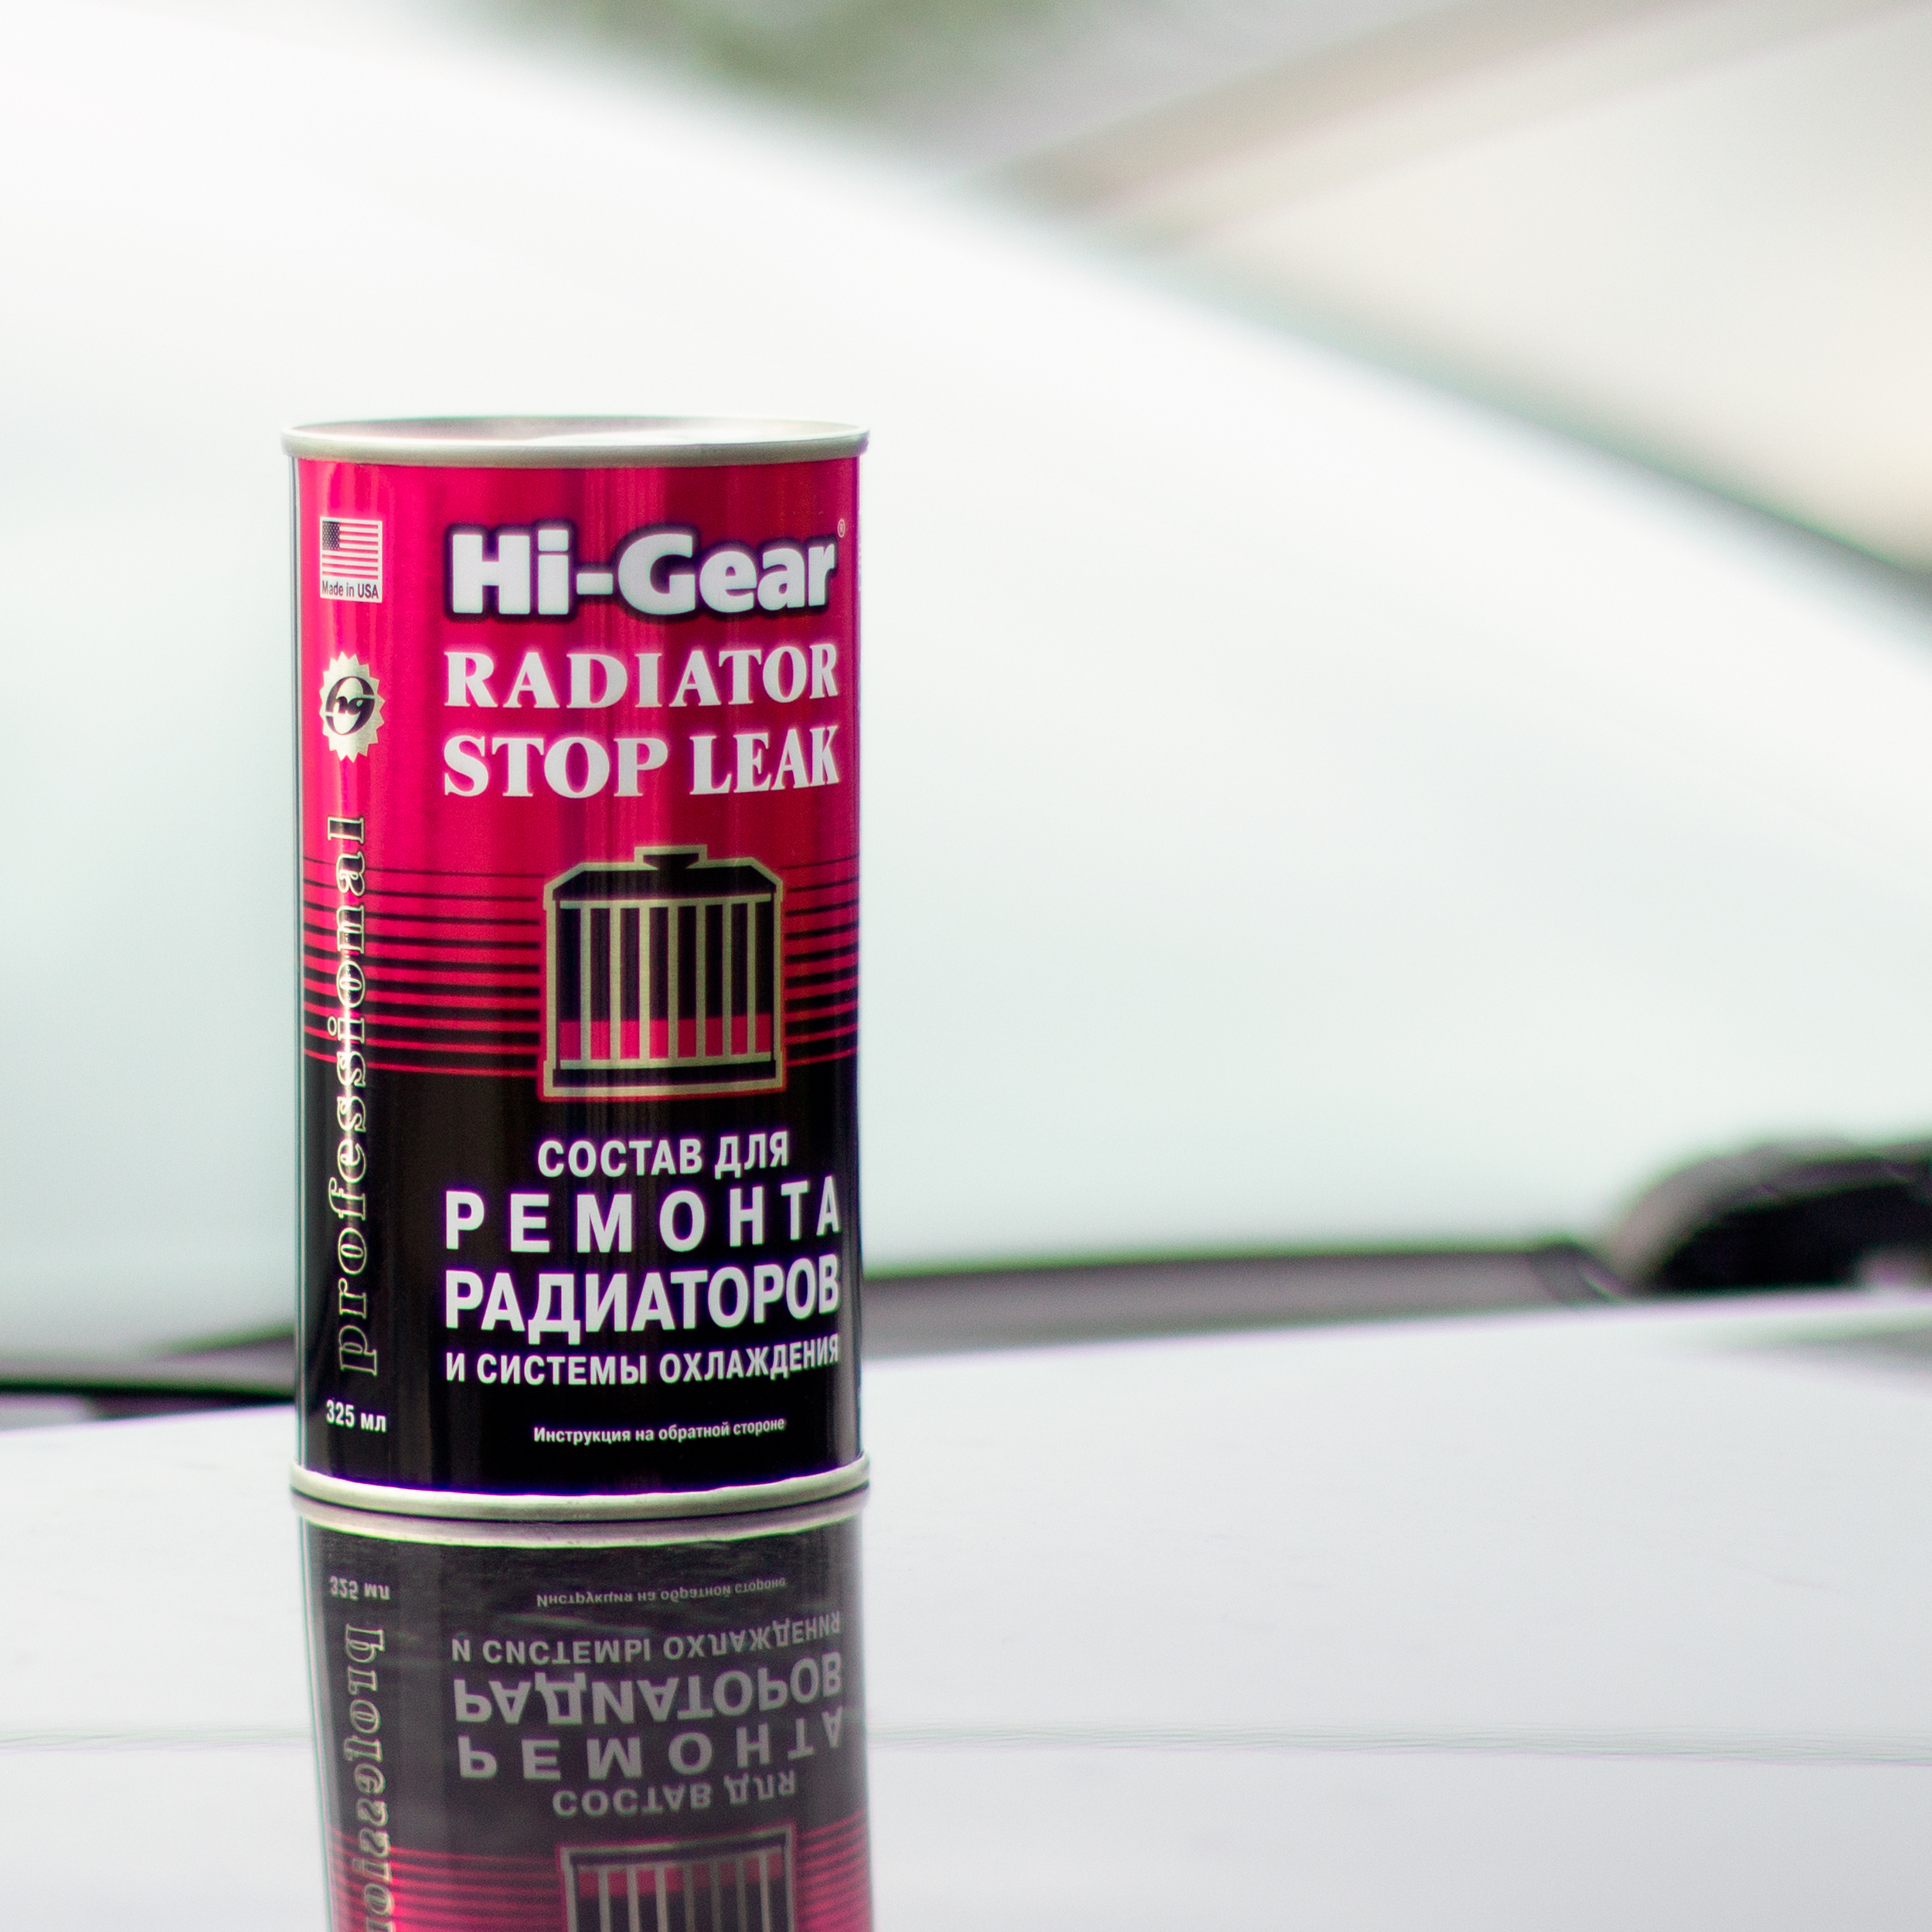 Made in USA
hg
professional
325 мл
Hi-Gear®
RADIATOR
STOP LEAK
СОСТАВ ДЛЯ
РЕМОНТА
РАДИАТОРОВ
И СИСТЕМЫ ОХЛАЖДЕНИЯ
Инструкция на обратной стороне